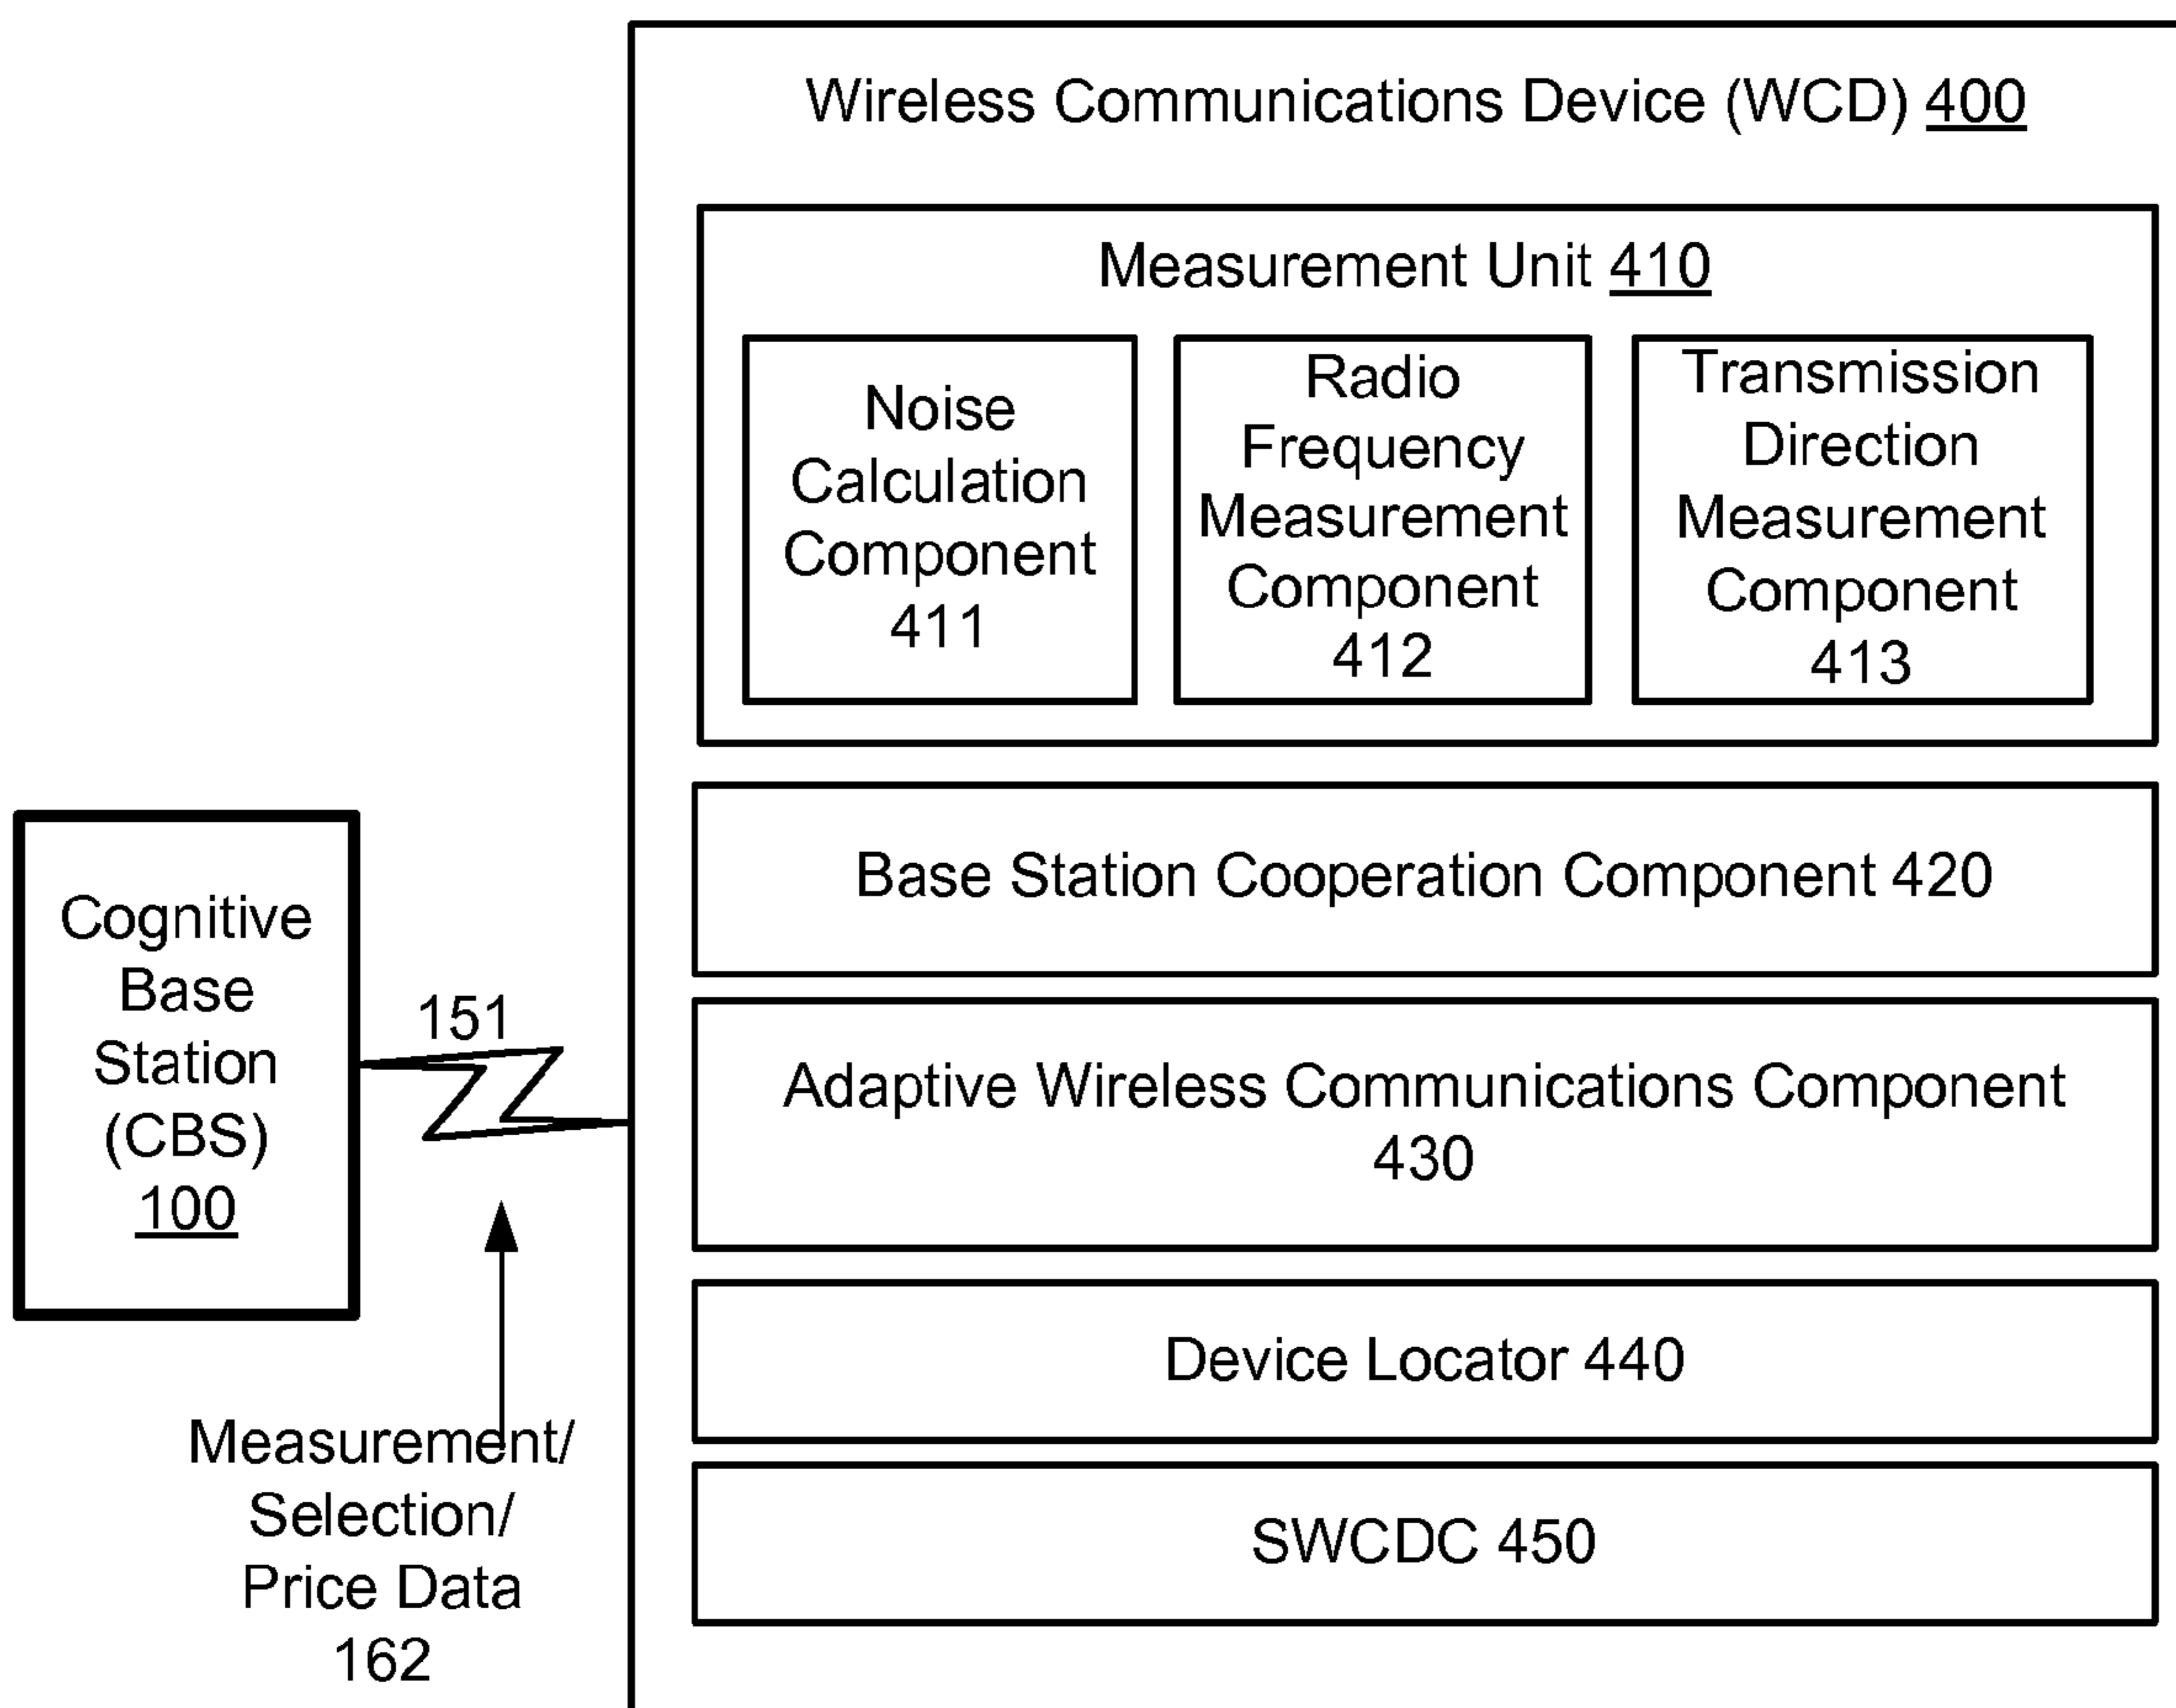 Wireless Communications Device (WCD) 400
Measurement Unit 410
Noise
Calculation
Component
411
Radio
Frequency
Measurement
Component
412
Transmission
Direction
Measurement
Component
413
Base Station Cooperation Component 420
Cognitive
Base
Station
(CBS)
100
151
Adaptive Wireless Communications Component
430
Device Locator 440
Measurement/
Selection/
Price Data
162
SWCDC 450